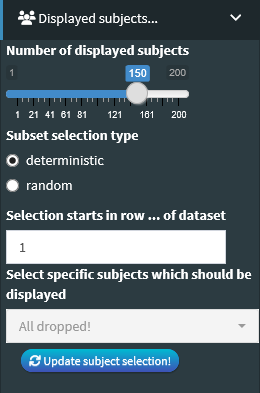 Displayed subjects...
Number of displayed subjects
1 150 200
1 21 41 61 81 121 161 200
Subset selection type
deterministic
random
Selection starts in row ... of dataset
1
Select specific subjects which should be
displayed
All dropped!
Update subject selection!